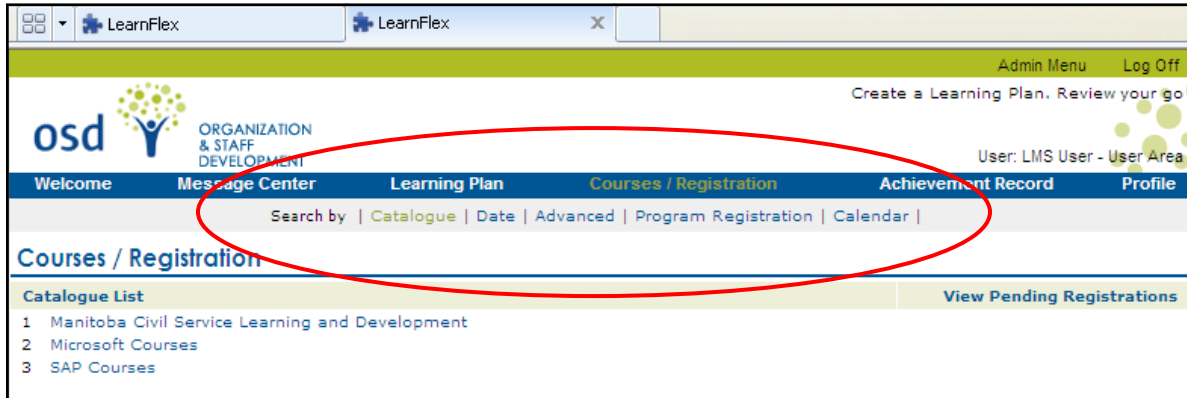 LearnFlex LearnFlex
Admin Menu Log Off
Create a Learning Plan. Review your go
osd ORGANIZATION
& STAFF
DEVELOPMENT
User: LMS User - User Area
Welcome Message Center Learning Plan Courses / Registration Achievement Record Profile
Search by | Catalogue | Date | Advanced | Program Registration | Calendar |
Courses / Registration
Catalogue List View Pending Registrations
1 Manitoba Civil Service Learning and Development
2 Microsoft Courses
3 SAP Courses